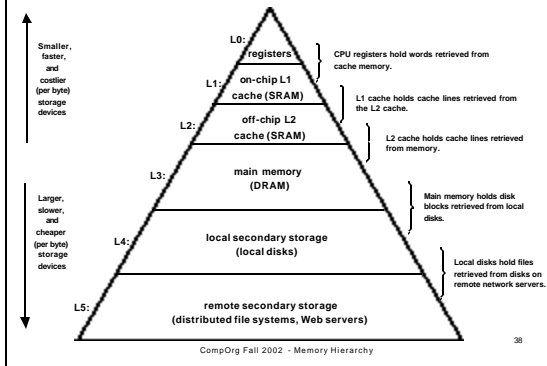 Smaller,
faster,
and
costlier
(per byte)
storage
devices
Larger,
slower,
and
cheaper
(per byte)
storage
devices
L0:
registers
L1:
on-chip L1
cache (SRAM)
L2:
off-chip L2
cache (SRAM)
L3:
main memory
(DRAM)
L4:
local secondary storage
(local disks)
L5:
remote secondary storage
(distributed file systems, Web servers)
CPU registers hold words retrieved from
cache memory.
L1 cache holds cache lines retrieved from
the L2 cache.
L2 cache holds cache lines retrieved
from memory.
Main memory holds disk
blocks retrieved from local
disks.
Local disks hold files
retrieved from disks on
remote network servers.
CompOrg Fall 2002 - Memory Hierarchy
38